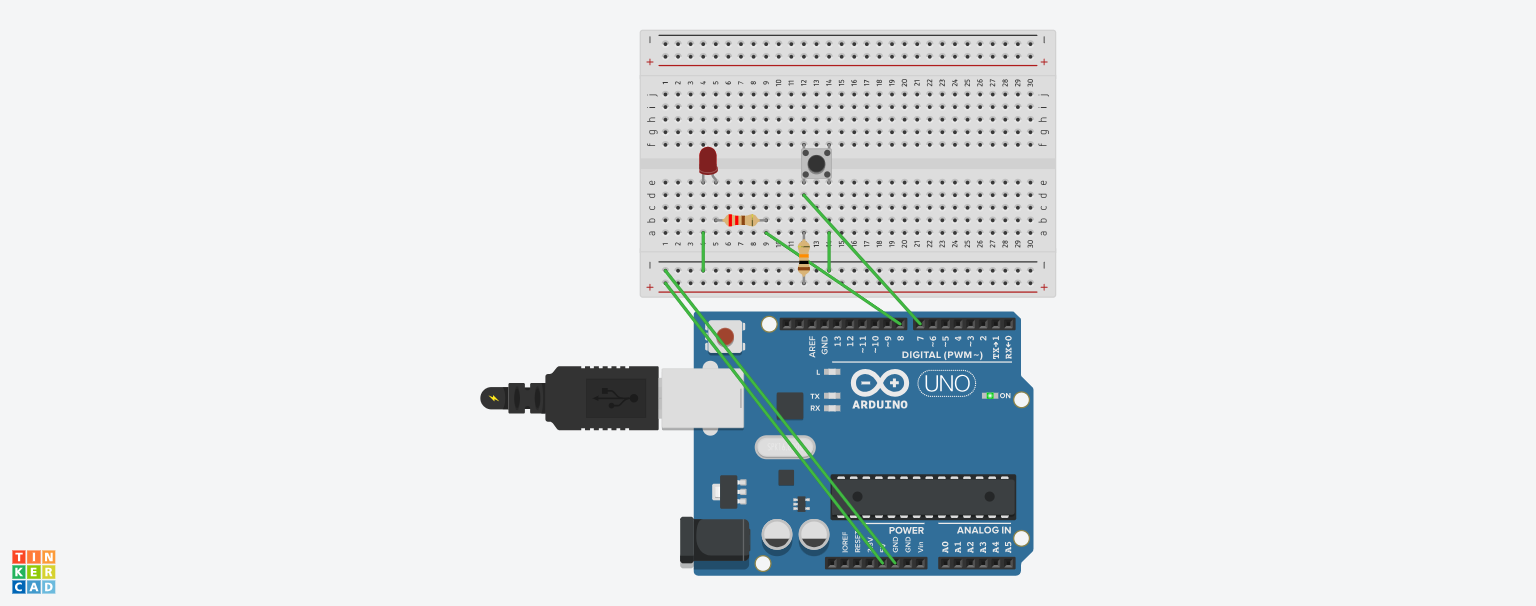 − −
+ +
1 2 3 4 5 6 7 8 9 10 11 12 13 14 15 16 17 18 19 20 21 22 23 24 25 26 27 28 29 30
j j
i i
h h
g g
f f
e e
d d
c c
b b
a a
1 2 3 4 5 6 7 8 9 10 11 12 13 14 15 16 17 18 19 20 21 22 23 24 25 26 27 28 29 30
− −
+ +
AREF GND 13 12 ~11 ~10 ~9 8 7 ~6 ~5 4 ~3 2 TX→1 RX←0
DIGITAL (PWM~)
L
TX
RX
UNO
ARDUINO
ON
POWER
ANALOG IN
IOREF RESET 5V GND GND Vin A0 A1 A2 A3 A4 A5
TIN
KER
CAD